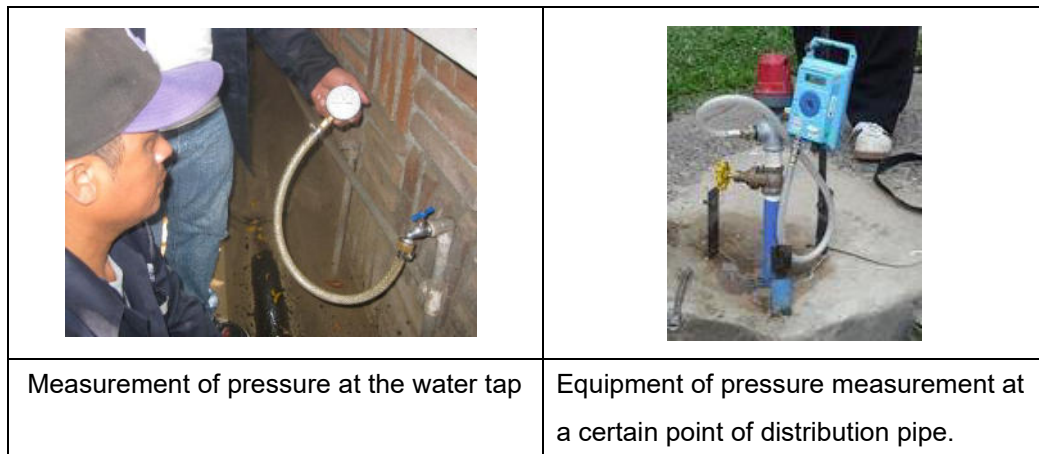 Measurement of pressure at the water tap
Equipment of pressure measurement at
a certain point of distribution pipe.